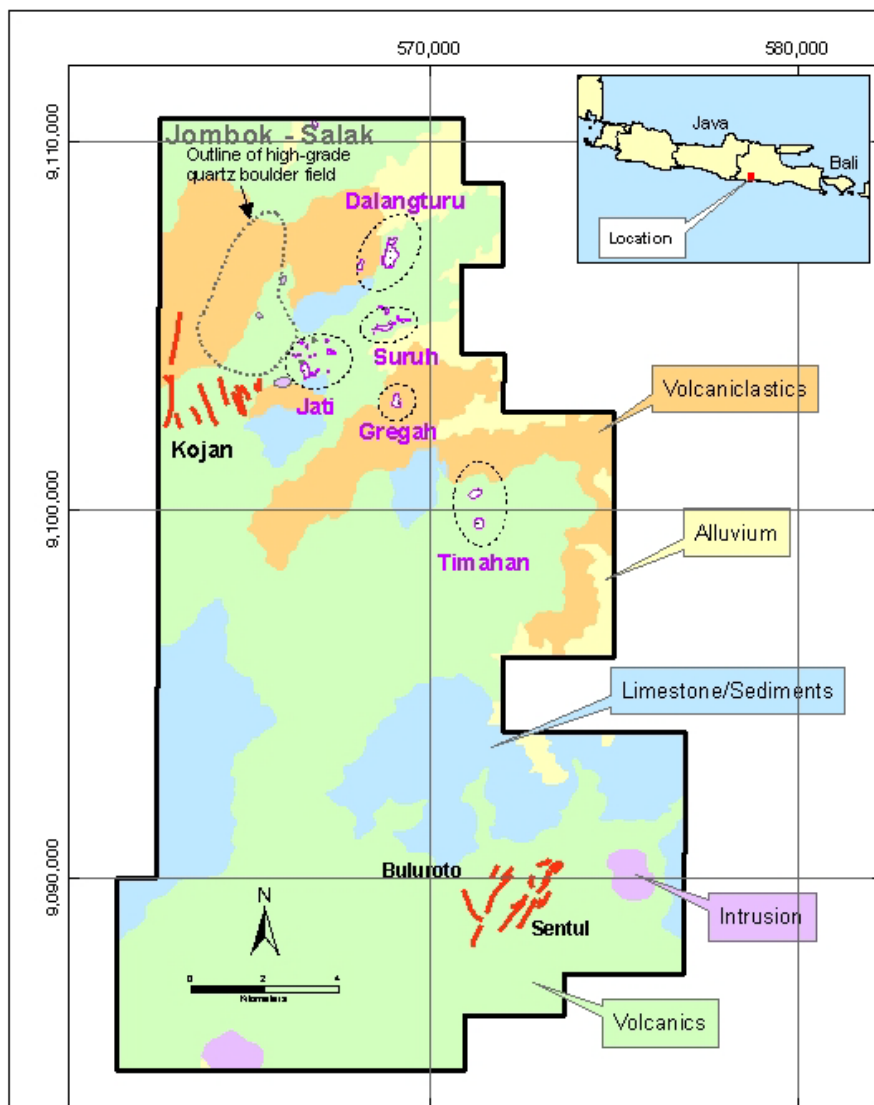 570,000
580,000
9,110,000
Jombok - Salak
Outline of high-grade
quartz boulder field
Dalangturu
Java
Bali
Location
Suruh
Jati
Volcaniclastics
Gregah
Kojan
9,100,000
Alluvium
Timahan
Limestone/Sediments
9,090,000
Buluroto
N
Sentul
Intrusion
0 2 4
Kilometers
Volcanics